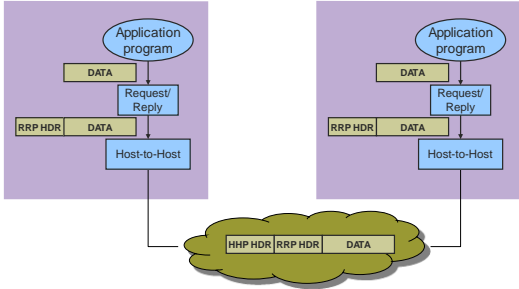 Application
program
DATA
Request/
Reply
RRP HDR DATA
Host-to-Host
Application
program
DATA
Request/
Reply
RRP HDR DATA
Host-to-Host
HHP HDR RRP HDR DATA